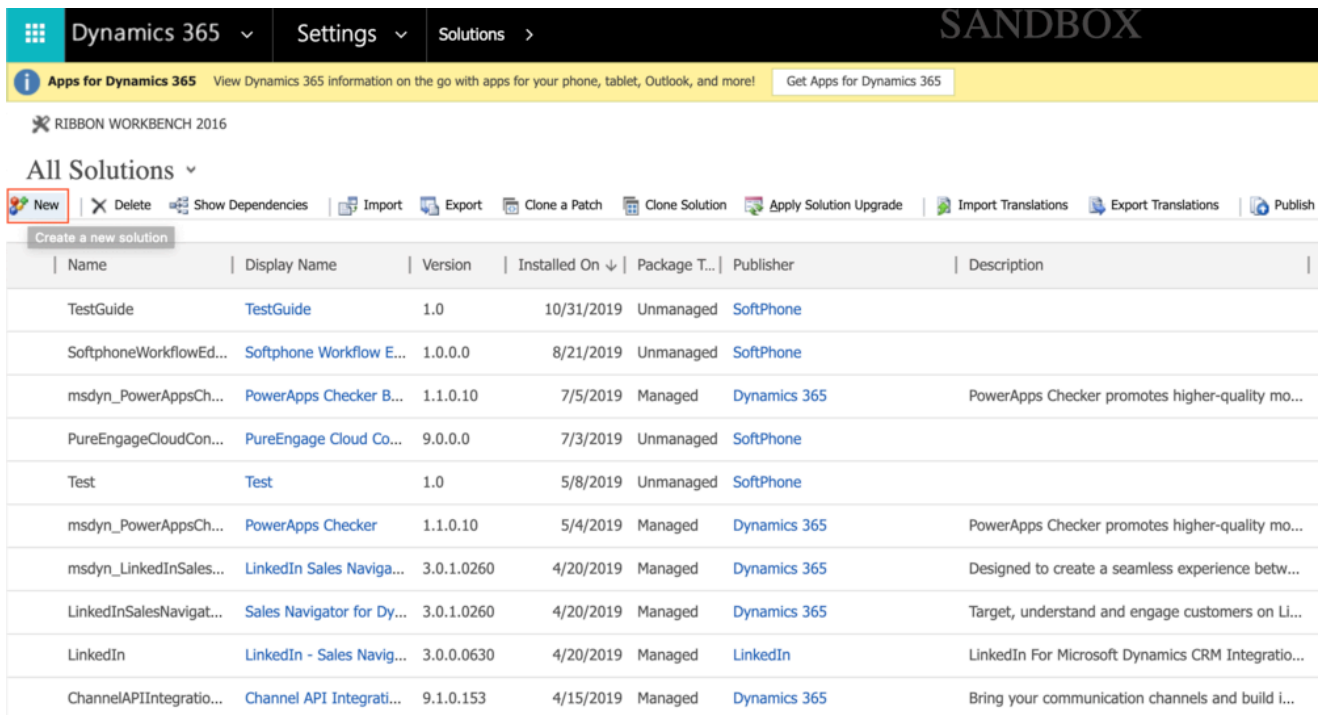 Dynamics 365 Settings Solutions > SANDBOX
Apps for Dynamics 365 View Dynamics 365 information on the go with apps for your phone, tablet, Outlook, and more! Get Apps for Dynamics 365
RIBBON WORKBENCH 2016
All Solutions
New Delete Show Dependencies Import Export Clone a Patch Clone Solution Apply Solution Upgrade Import Translations Export Translations Publish
Create a new solution
Name Display Name Version Installed On ↓ Package T... Publisher Description
TestGuide TestGuide 1.0 10/31/2019 Unmanaged SoftPhone
SoftphoneWorkflowEd... Softphone Workflow E... 1.0.0.0 8/21/2019 Unmanaged SoftPhone
msdyn_PowerAppsCh... PowerApps Checker B... 1.1.0.10 7/5/2019 Managed Dynamics 365 PowerApps Checker promotes higher-quality mo...
PureEngageCloudCon... PureEngage Cloud Co... 9.0.0.0 7/3/2019 Unmanaged SoftPhone
Test Test 1.0 5/8/2019 Unmanaged SoftPhone
msdyn_PowerAppsCh... PowerApps Checker 1.1.0.10 5/4/2019 Managed Dynamics 365 PowerApps Checker promotes higher-quality mo...
msdyn_LinkedInSales... LinkedIn Sales Naviga... 3.0.1.0260 4/20/2019 Managed Dynamics 365 Designed to create a seamless experience betw...
LinkedInSalesNavigat... Sales Navigator for Dy... 3.0.1.0260 4/20/2019 Managed Dynamics 365 Target, understand and engage customers on Li...
LinkedIn LinkedIn - Sales Navig... 3.0.0.0630 4/20/2019 Managed LinkedIn LinkedIn For Microsoft Dynamics CRM Integratio...
ChannelAPIIntegratio... Channel API Integrati... 9.1.0.153 4/15/2019 Managed Dynamics 365 Bring your communication channels and build i...